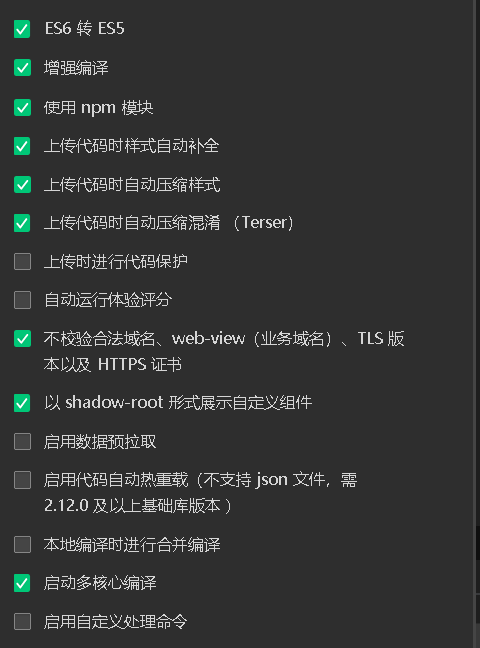 ES6 转 ES5
增强编译
使用 npm 模块
上传代码时样式自动补全
上传代码时自动压缩样式
上传代码时自动压缩混淆 （Terser）
上传时进行代码保护
自动运行体验评分
不校验合法域名、web-view（业务域名）、TLS 版
本以及 HTTPS 证书
以 shadow-root 形式展示自定义组件
启用数据预拉取
启用代码自动热重载（不支持 json 文件，需
2.12.0 及以上基础库版本 ）
本地编译时进行合并编译
启动多核心编译
启用自定义处理命令